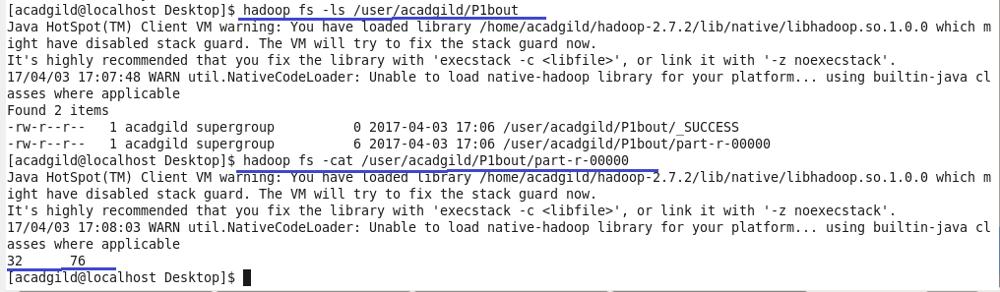 [acadgild@localhost Desktop]$ hadoop fs -ls /user/acadgild/P1bout
Java HotSpot(TM) Client VM warning: You have loaded library /home/acadgild/hadoop-2.7.2/lib/native/libhadoop.so.1.0.0 which m
ight have disabled stack guard. The VM will try to fix the stack guard now.
It's highly recommended that you fix the library with 'execstack -c <libfile>', or link it with '-z noexecstack'.
17/04/03 17:07:48 WARN util.NativeCodeLoader: Unable to load native-hadoop library for your platform... using builtin-java cl
asses where applicable
Found 2 items
-rw-r--r--   1 acadgild supergroup          0 2017-04-03 17:06 /user/acadgild/P1bout/_SUCCESS
-rw-r--r--   1 acadgild supergroup          6 2017-04-03 17:06 /user/acadgild/P1bout/part-r-00000
[acadgild@localhost Desktop]$ hadoop fs -cat /user/acadgild/P1bout/part-r-00000
Java HotSpot(TM) Client VM warning: You have loaded library /home/acadgild/hadoop-2.7.2/lib/native/libhadoop.so.1.0.0 which m
ight have disabled stack guard. The VM will try to fix the stack guard now.
It's highly recommended that you fix the library with 'execstack -c <libfile>', or link it with '-z noexecstack'.
17/04/03 17:08:03 WARN util.NativeCodeLoader: Unable to load native-hadoop library for your platform... using builtin-java cl
asses where applicable
32      76
[acadgild@localhost Desktop]$